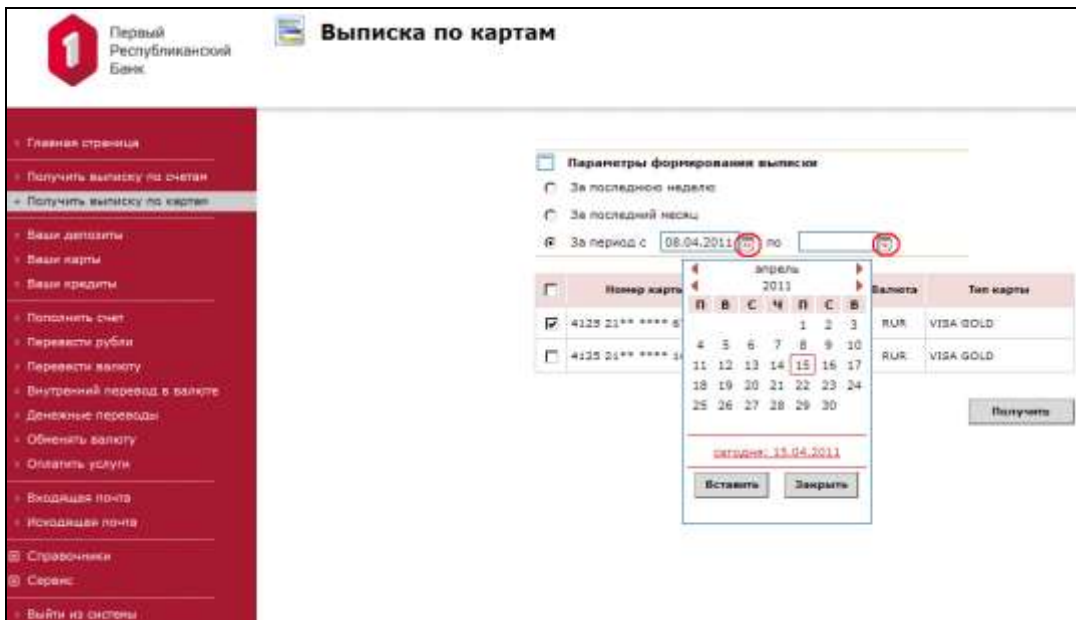 Первый
Республиканский
Банк
Выписка по картам
Главная страница
Получить выписку по счетам
Получить выписку по картам
Ваши депозиты
Ваши карты
Ваши кредиты
Пополнить счет
Перевести рубли
Перевести валюту
Внутренний перевод в валюте
Денежные переводы
Обменять валюту
Оплатить услуги
Входящая почта
Исходящая почта
Справочники
Сервис
Выйти из системы
Параметры формирования выписки
За последнюю неделю
За последний месяц
За период с 08.04.2011 по
Номер карты Валюта Тип карты
4125 21** **** 6 RUR VISA GOLD
4125 21** **** RUR VISA GOLD
апрель
2011
П В С Ч П С В
1 2 3
4 5 6 7 8 9 10
11 12 13 14 15 16 17
18 19 20 21 22 23 24
25 26 27 28 29 30
сегодня: 15.04.2011
Вставить Закрыть
Получить